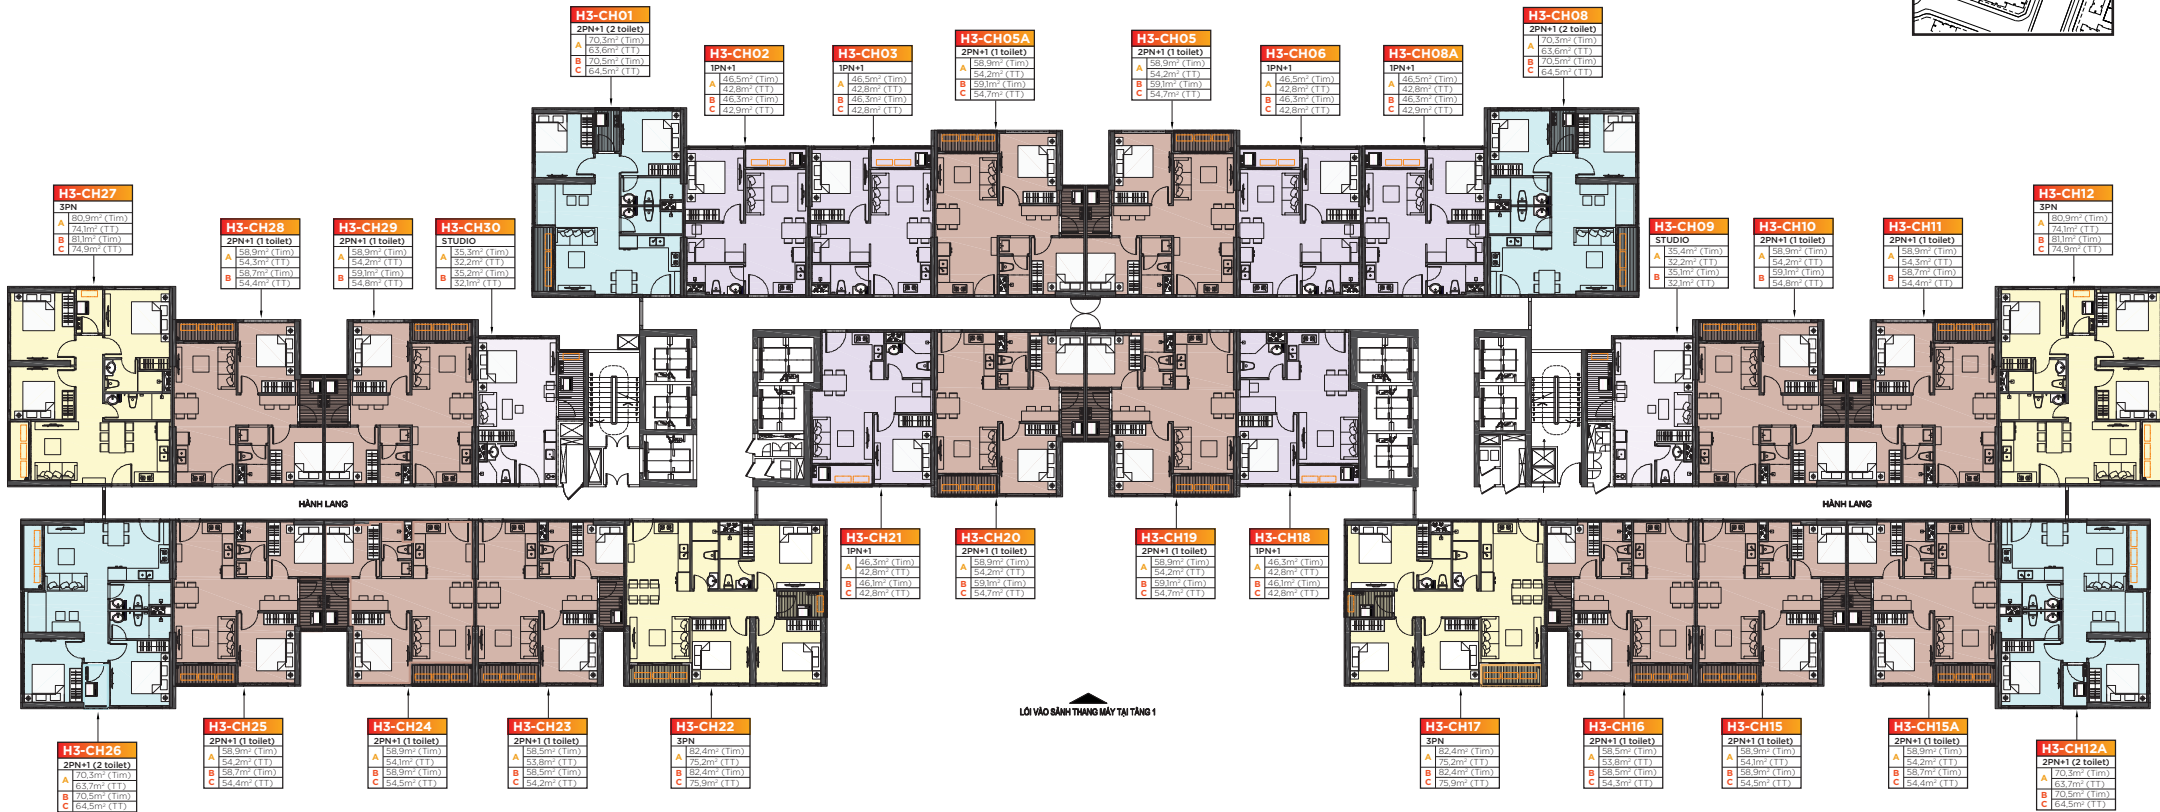 H3-CH01
2PN+1 (2 toilet)
A 70,3m² (Tim)
63,6m² (TT)
B 70,5m² (Tim)
C 64,5m² (TT)
H3-CH02
1PN+1
A 46,5m² (Tim)
42,8m² (TT)
B 46,3m² (Tim)
C 42,9m² (TT)
H3-CH03
1PN+1
A 46,5m² (Tim)
42,8m² (TT)
B 46,3m² (Tim)
C 42,8m² (TT)
H3-CH05A
2PN+1 (1 toilet)
A 58,9m² (Tim)
54,2m² (TT)
B 59,1m² (Tim)
C 54,7m² (TT)
H3-CH05
2PN+1 (1 toilet)
A 58,9m² (Tim)
54,2m² (TT)
B 59,1m² (Tim)
C 54,7m² (TT)
H3-CH06
1PN+1
A 46,5m² (Tim)
42,8m² (TT)
B 46,3m² (Tim)
C 42,8m² (TT)
H3-CH08A
1PN+1
A 46,5m² (Tim)
42,8m² (TT)
B 46,3m² (Tim)
C 42,9m² (TT)
H3-CH08
2PN+1 (2 toilet)
A 70,3m² (Tim)
63,6m² (TT)
B 70,5m² (Tim)
C 64,5m² (TT)
H3-CH27
3PN
A 80,9m² (Tim)
74,1m² (TT)
B 81,1m² (Tim)
C 74,9m² (TT)
H3-CH28
2PN+1 (1 toilet)
A 58,9m² (Tim)
54,3m² (TT)
B 58,7m² (Tim)
54,4m² (TT)
H3-CH29
2PN+1 (1 toilet)
A 58,9m² (Tim)
54,2m² (TT)
B 59,1m² (Tim)
54,8m² (TT)
H3-CH30
STUDIO
A 35,3m² (Tim)
32,2m² (TT)
B 35,2m² (Tim)
32,1m² (TT)
H3-CH09
STUDIO
A 35,4m² (Tim)
32,2m² (TT)
B 35,1m² (Tim)
32,1m² (TT)
H3-CH10
2PN+1 (1 toilet)
A 58,9m² (Tim)
54,2m² (TT)
B 59,1m² (Tim)
54,8m² (TT)
H3-CH11
2PN+1 (1 toilet)
A 58,9m² (Tim)
54,3m² (TT)
B 58,7m² (Tim)
54,4m² (TT)
H3-CH12
3PN
A 80,9m² (Tim)
74,1m² (TT)
B 81,1m² (Tim)
C 74,9m² (TT)
HÀNH LANG
HÀNH LANG
H3-CH21
1PN+1
A 46,3m² (Tim)
42,8m² (TT)
B 46,1m² (Tim)
C 42,8m² (TT)
H3-CH20
2PN+1 (1 toilet)
A 58,9m² (Tim)
54,2m² (TT)
B 59,1m² (Tim)
C 54,7m² (TT)
H3-CH19
2PN+1 (1 toilet)
A 58,9m² (Tim)
54,2m² (TT)
B 59,1m² (Tim)
C 54,7m² (TT)
H3-CH18
1PN+1
A 46,3m² (Tim)
42,8m² (TT)
B 46,1m² (Tim)
C 42,8m² (TT)
LỐI VÀO SẢNH THANG MÁY TẠI TẦNG 1
H3-CH26
2PN+1 (2 toilet)
A 70,3m² (Tim)
63,7m² (TT)
B 70,5m² (Tim)
C 64,5m² (TT)
H3-CH25
2PN+1 (1 toilet)
A 58,9m² (Tim)
54,2m² (TT)
B 58,7m² (Tim)
C 54,4m² (TT)
H3-CH24
2PN+1 (1 toilet)
A 58,9m² (Tim)
54,1m² (TT)
B 58,9m² (Tim)
C 54,5m² (TT)
H3-CH23
2PN+1 (1 toilet)
A 58,5m² (Tim)
53,8m² (TT)
B 58,5m² (Tim)
C 54,2m² (TT)
H3-CH22
3PN
A 82,4m² (Tim)
75,2m² (TT)
B 82,4m² (Tim)
C 75,9m² (TT)
H3-CH17
3PN
A 82,4m² (Tim)
75,2m² (TT)
B 82,4m² (Tim)
C 75,9m² (TT)
H3-CH16
2PN+1 (1 toilet)
A 58,5m² (Tim)
53,8m² (TT)
B 58,5m² (Tim)
C 54,3m² (TT)
H3-CH15
2PN+1 (1 toilet)
A 58,9m² (Tim)
54,1m² (TT)
B 58,9m² (Tim)
C 54,5m² (TT)
H3-CH15A
2PN+1 (1 toilet)
A 58,9m² (Tim)
54,2m² (TT)
B 58,7m² (Tim)
C 54,4m² (TT)
H3-CH12A
2PN+1 (2 toilet)
A 70,3m² (Tim)
63,7m² (TT)
B 70,5m² (Tim)
C 64,5m² (TT)